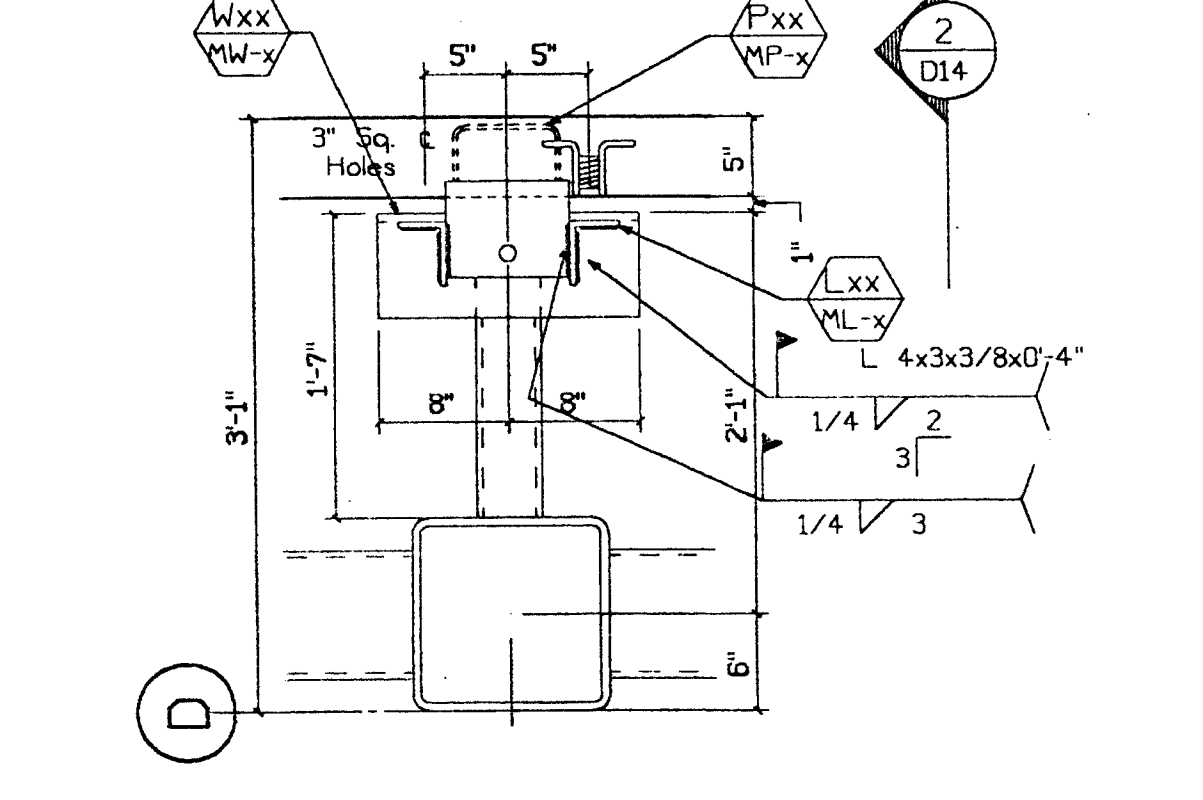 Wxx
MW-x
Pxx
MP-x
2
D14
5"
5"
3" Sq.
Holes
℄
5"
1"
Lxx
ML-x
L 4x3x3/8x0'-4"
1'-7"
3'-1"
8"
8"
2'-1"
1/4
2
3
1/4
3
6"
D